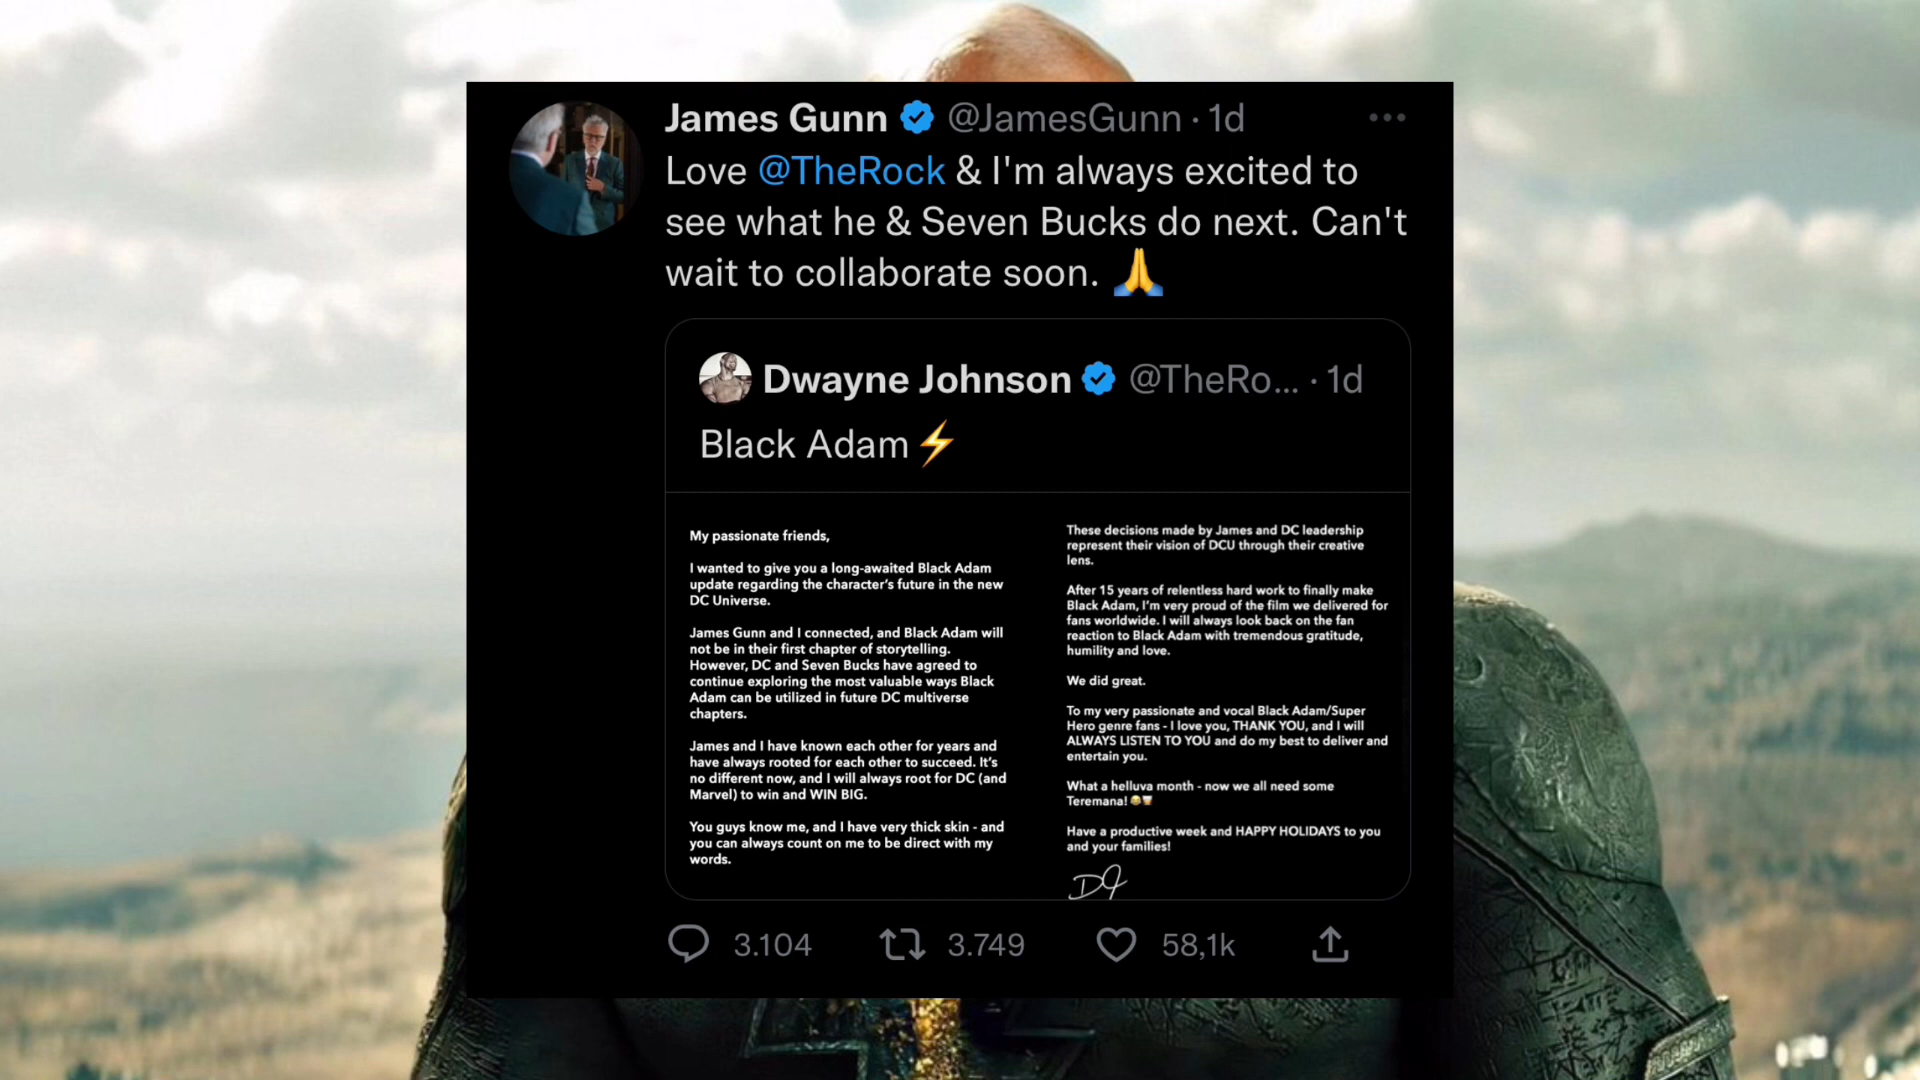 James Gunn @JamesGunn · 1d
Love @TheRock & I'm always excited to
see what he & Seven Bucks do next. Can't
wait to collaborate soon. 🙏
Dwayne Johnson @TheRo... · 1d
Black Adam ⚡
My passionate friends,
I wanted to give you a long-awaited Black Adam
update regarding the character's future in the new
DC Universe.
James Gunn and I connected, and Black Adam will
not be in their first chapter of storytelling.
However, DC and Seven Bucks have agreed to
continue exploring the most valuable ways Black
Adam can be utilized in future DC multiverse
chapters.
James and I have known each other for years and
have always rooted for each other to succeed. It's
no different now, and I will always root for DC (and
Marvel) to win and WIN BIG.
You guys know me, and I have very thick skin - and
you can always count on me to be direct with my
words.
These decisions made by James and DC leadership
represent their vision of DCU through their creative
lens.
After 15 years of relentless hard work to finally make
Black Adam, I'm very proud of the film we delivered for
fans worldwide. I will always look back on the fan
reaction to Black Adam with tremendous gratitude,
humility and love.
We did great.
To my very passionate and vocal Black Adam/Super
Hero genre fans - I love you, THANK YOU, and I will
ALWAYS LISTEN TO YOU and do my best to deliver and
entertain you.
What a helluva month - now we all need some
Teremana! 😂🥃
Have a productive week and HAPPY HOLIDAYS to you
and your families!
DJ
3.104 3.749 58,1k